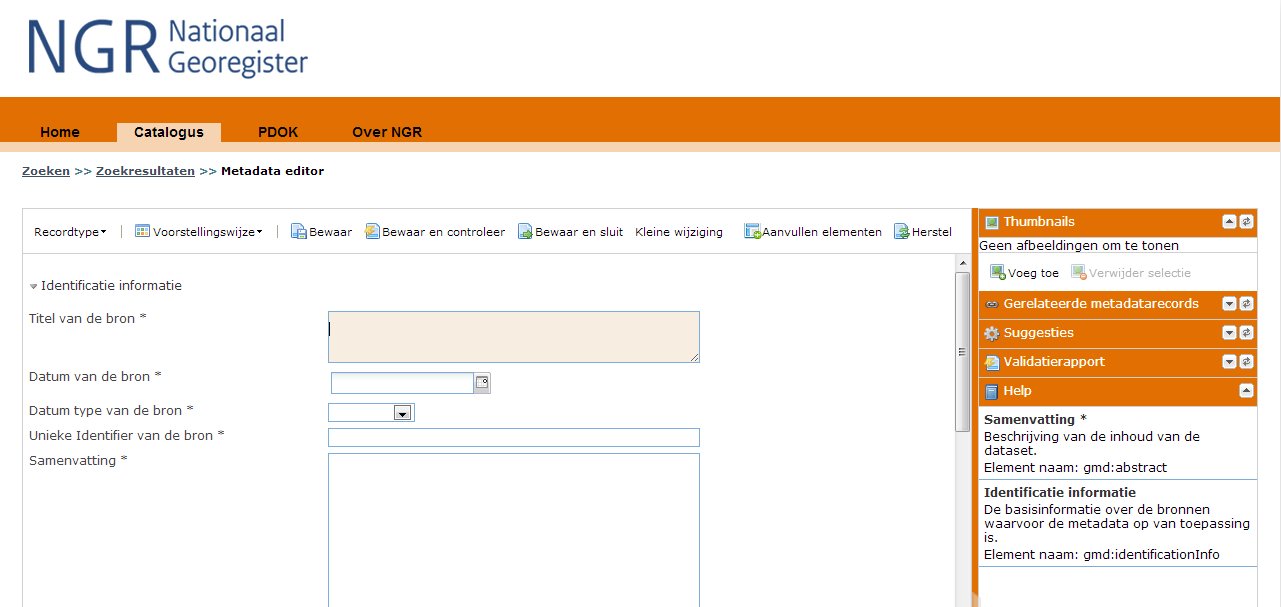 NGR Nationaal
Georegister
Home Catalogus PDOK Over NGR
Zoeken >> Zoekresultaten >> Metadata editor
Recordtype | Voorstellingswijze | Bewaar Bewaar en controleer Bewaar en sluit Kleine wijziging Aanvullen elementen Herstel
Identificatie informatie
Titel van de bron *
Datum van de bron *
Datum type van de bron *
Unieke Identifier van de bron *
Samenvatting *
Thumbnails
Geen afbeeldingen om te tonen
Voeg toe Verwijder selectie
Gerelateerde metadatarecords
Suggesties
Validatierapport
Help
Samenvatting *
Beschrijving van de inhoud van de
dataset.
Element naam: gmd:abstract
Identificatie informatie
De basisinformatie over de bronnen
waarvoor de metadata op van toepassing
is.
Element naam: gmd:identificationInfo